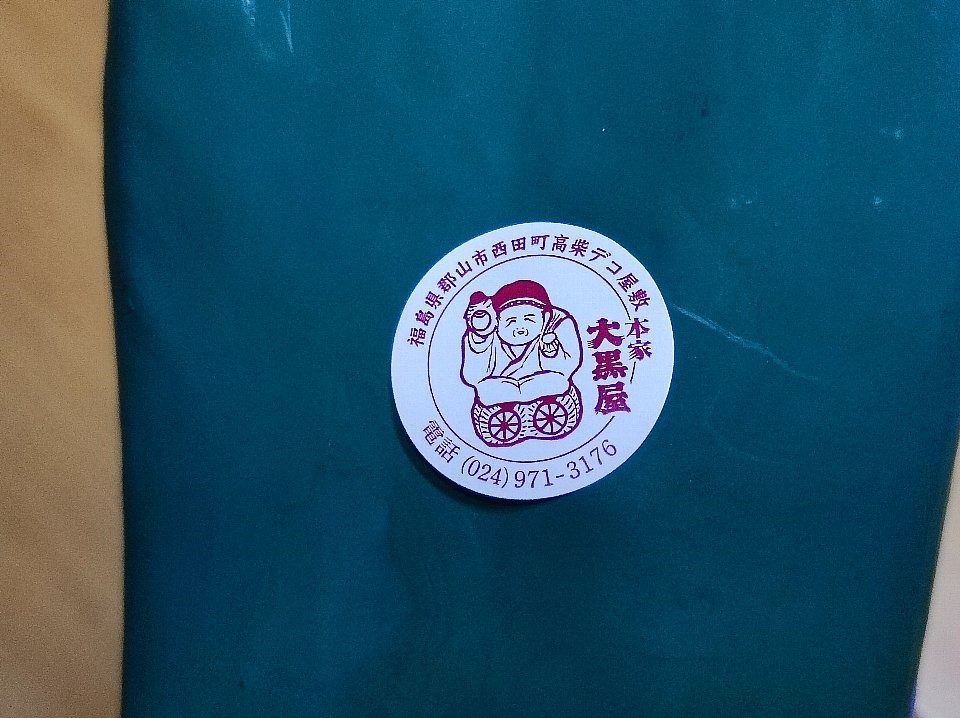 福島県郡山市西田町高柴デコ屋敷
本家
大黒屋
電話 (024) 971-3176